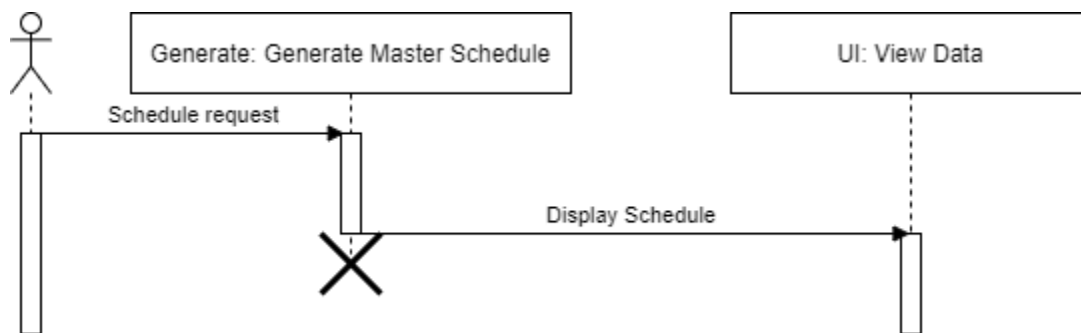 Generate: Generate Master Schedule
UI: View Data
Schedule request
Display Schedule